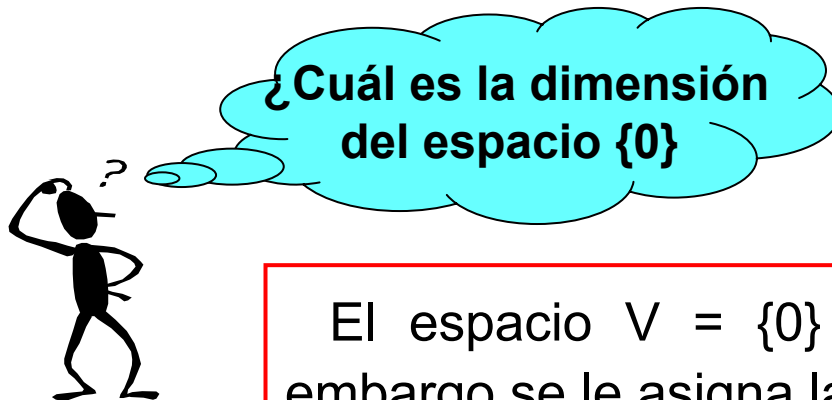 ¿Cuál es la dimensión
del espacio {0}
?
El espacio V = {0}
embargo se le asigna la